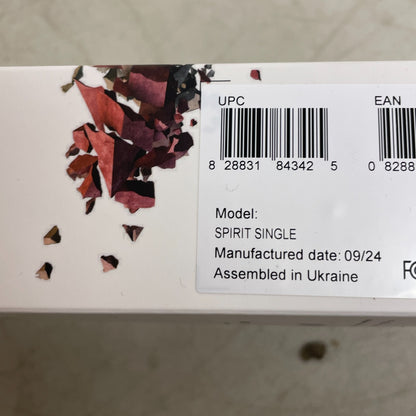 UPC EAN
8 28831 84342 5 0 8288
Model:
SPIRIT SINGLE
Manufactured date: 09/24
Assembled in Ukraine